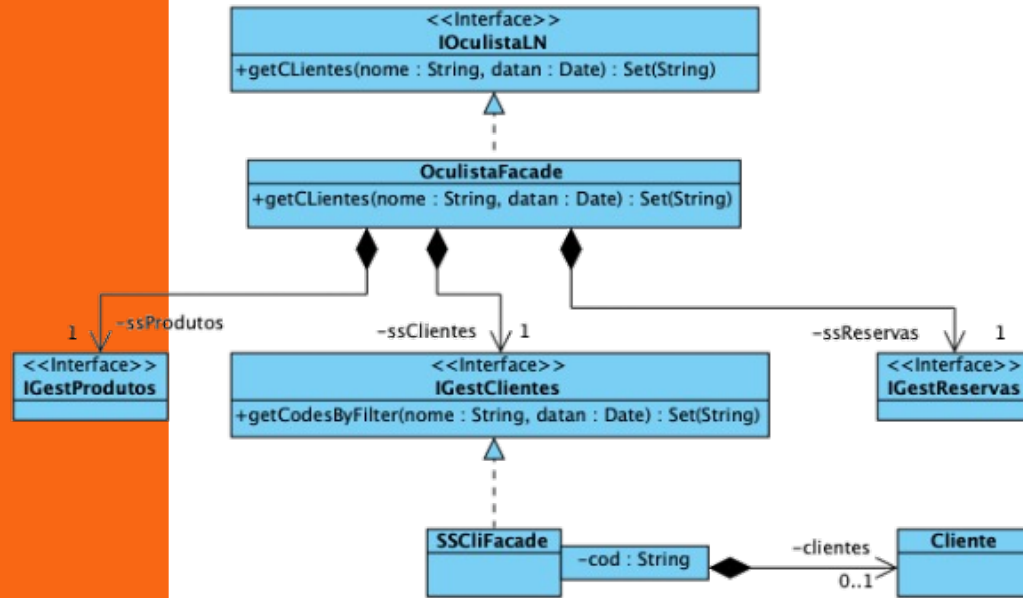 <<Interface>>
IOculistaLN
+getCLientes(nome : String, datan : Date) : Set(String)
OculistaFacade
+getCLientes(nome : String, datan : Date) : Set(String)
1
-ssProdutos
-ssClientes
1
-ssReservas
1
<<Interface>>
IGestProdutos
<<Interface>>
IGestClientes
+getCodesByFilter(nome : String, datan : Date) : Set(String)
<<Interface>>
IGestReservas
SSCliFacade
-cod : String
-clientes
0..1
Cliente